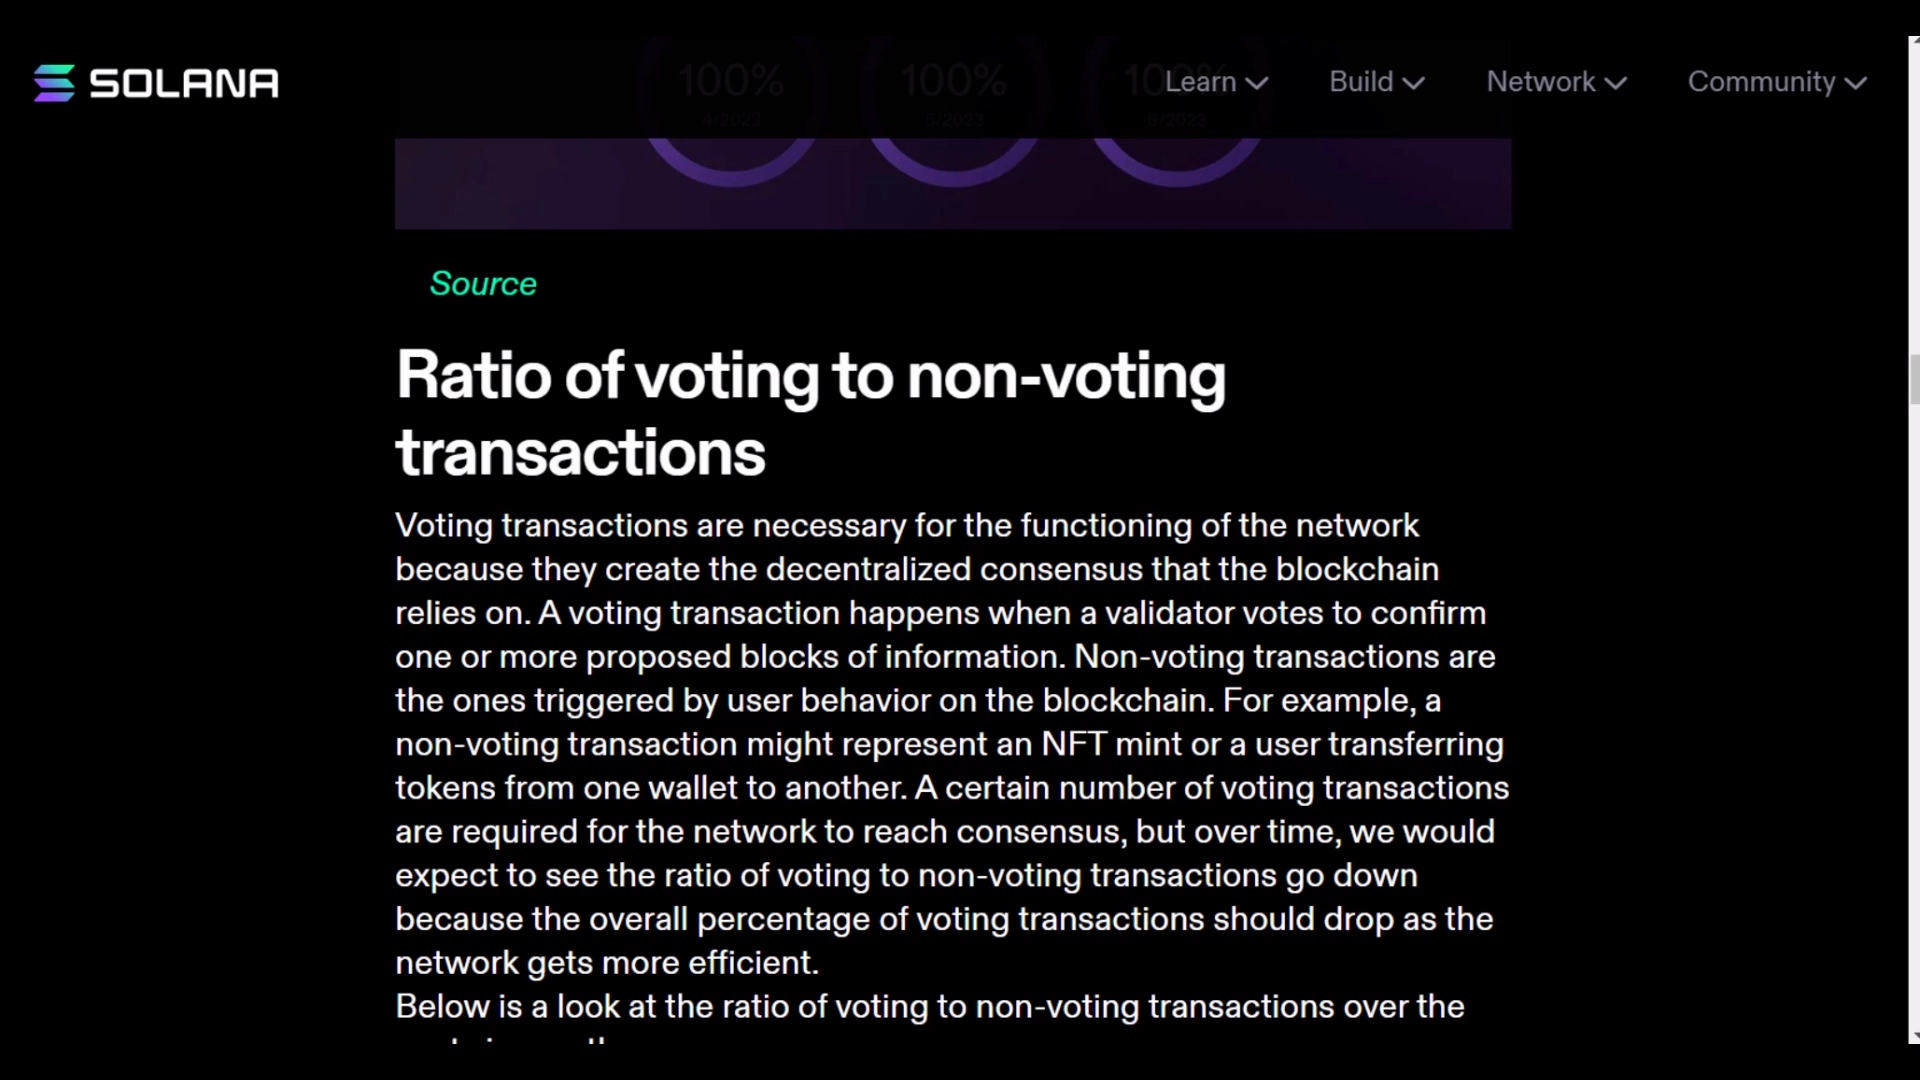 SOLANA
Learn
Build
Network
Community
100%
100%
100%
4/2023
5/2023
6/2023
Source
Ratio of voting to non-voting
transactions
Voting transactions are necessary for the functioning of the network
because they create the decentralized consensus that the blockchain
relies on. A voting transaction happens when a validator votes to confirm
one or more proposed blocks of information. Non-voting transactions are
the ones triggered by user behavior on the blockchain. For example, a
non-voting transaction might represent an NFT mint or a user transferring
tokens from one wallet to another. A certain number of voting transactions
are required for the network to reach consensus, but over time, we would
expect to see the ratio of voting to non-voting transactions go down
because the overall percentage of voting transactions should drop as the
network gets more efficient.
Below is a look at the ratio of voting to non-voting transactions over the